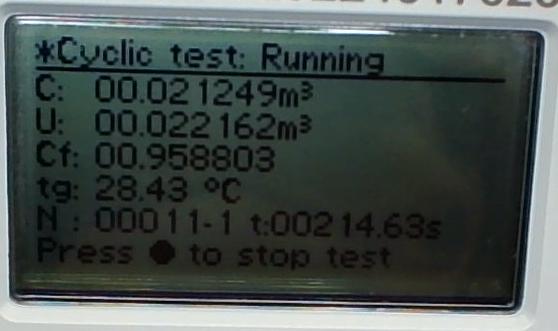 *Cyclic test: Running
C: 00.021249m³
U: 00.022162m³
Cf: 00.958803
tg: 28.43 °C
N : 00011-1 t:00214.63s
Press ● to stop test